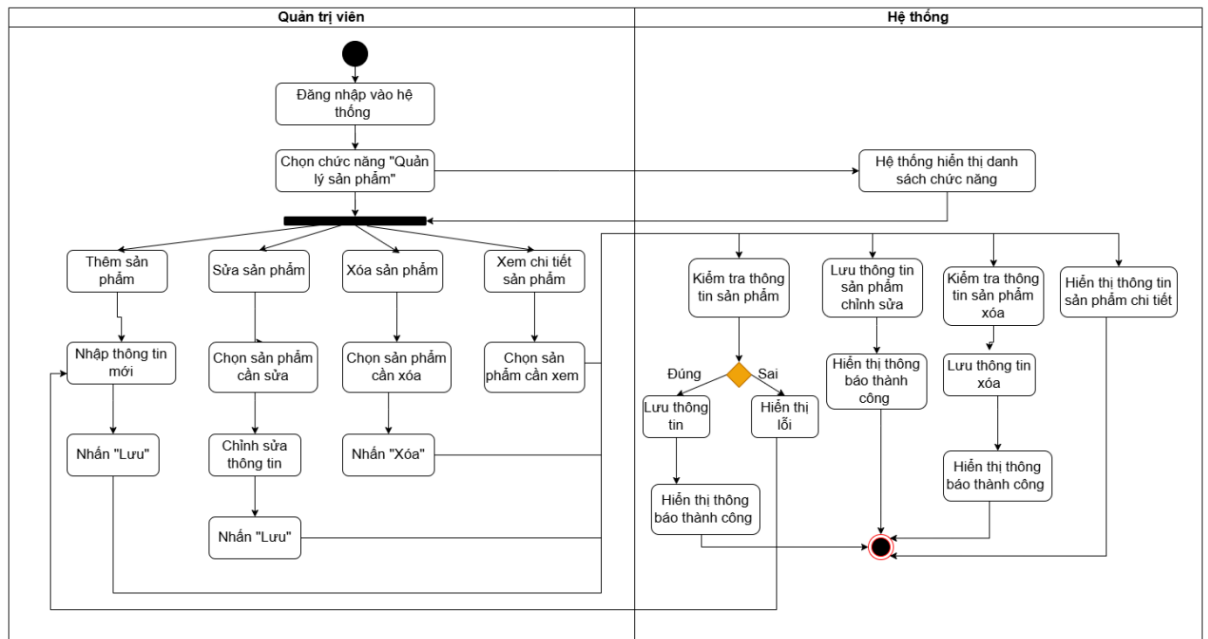 Quản trị viên
Hệ thống
Đăng nhập vào hệ
thống
Chọn chức năng "Quản
lý sản phẩm"
Hệ thống hiển thị danh
sách chức năng
Thêm sản
phẩm
Sửa sản phẩm
Xóa sản phẩm
Xem chi tiết
sản phẩm
Kiểm tra thông
tin sản phẩm
Lưu thông tin
sản phẩm
chỉnh sửa
Kiểm tra thông
tin sản phẩm
xóa
Hiển thị thông tin
sản phẩm chi tiết
Nhập thông tin
mới
Chọn sản phẩm
cần sửa
Chọn sản phẩm
cần xóa
Chọn sản
phẩm cần xem
Đúng
Sai
Hiển thị thông
báo thành
công
Lưu thông tin
xóa
Lưu thông
tin
Hiển thị
lỗi
Nhấn "Lưu"
Chỉnh sửa
thông tin
Nhấn "Xóa"
Hiển thị thông
báo thành công
Hiển thị thông
báo thành công
Nhấn "Lưu"